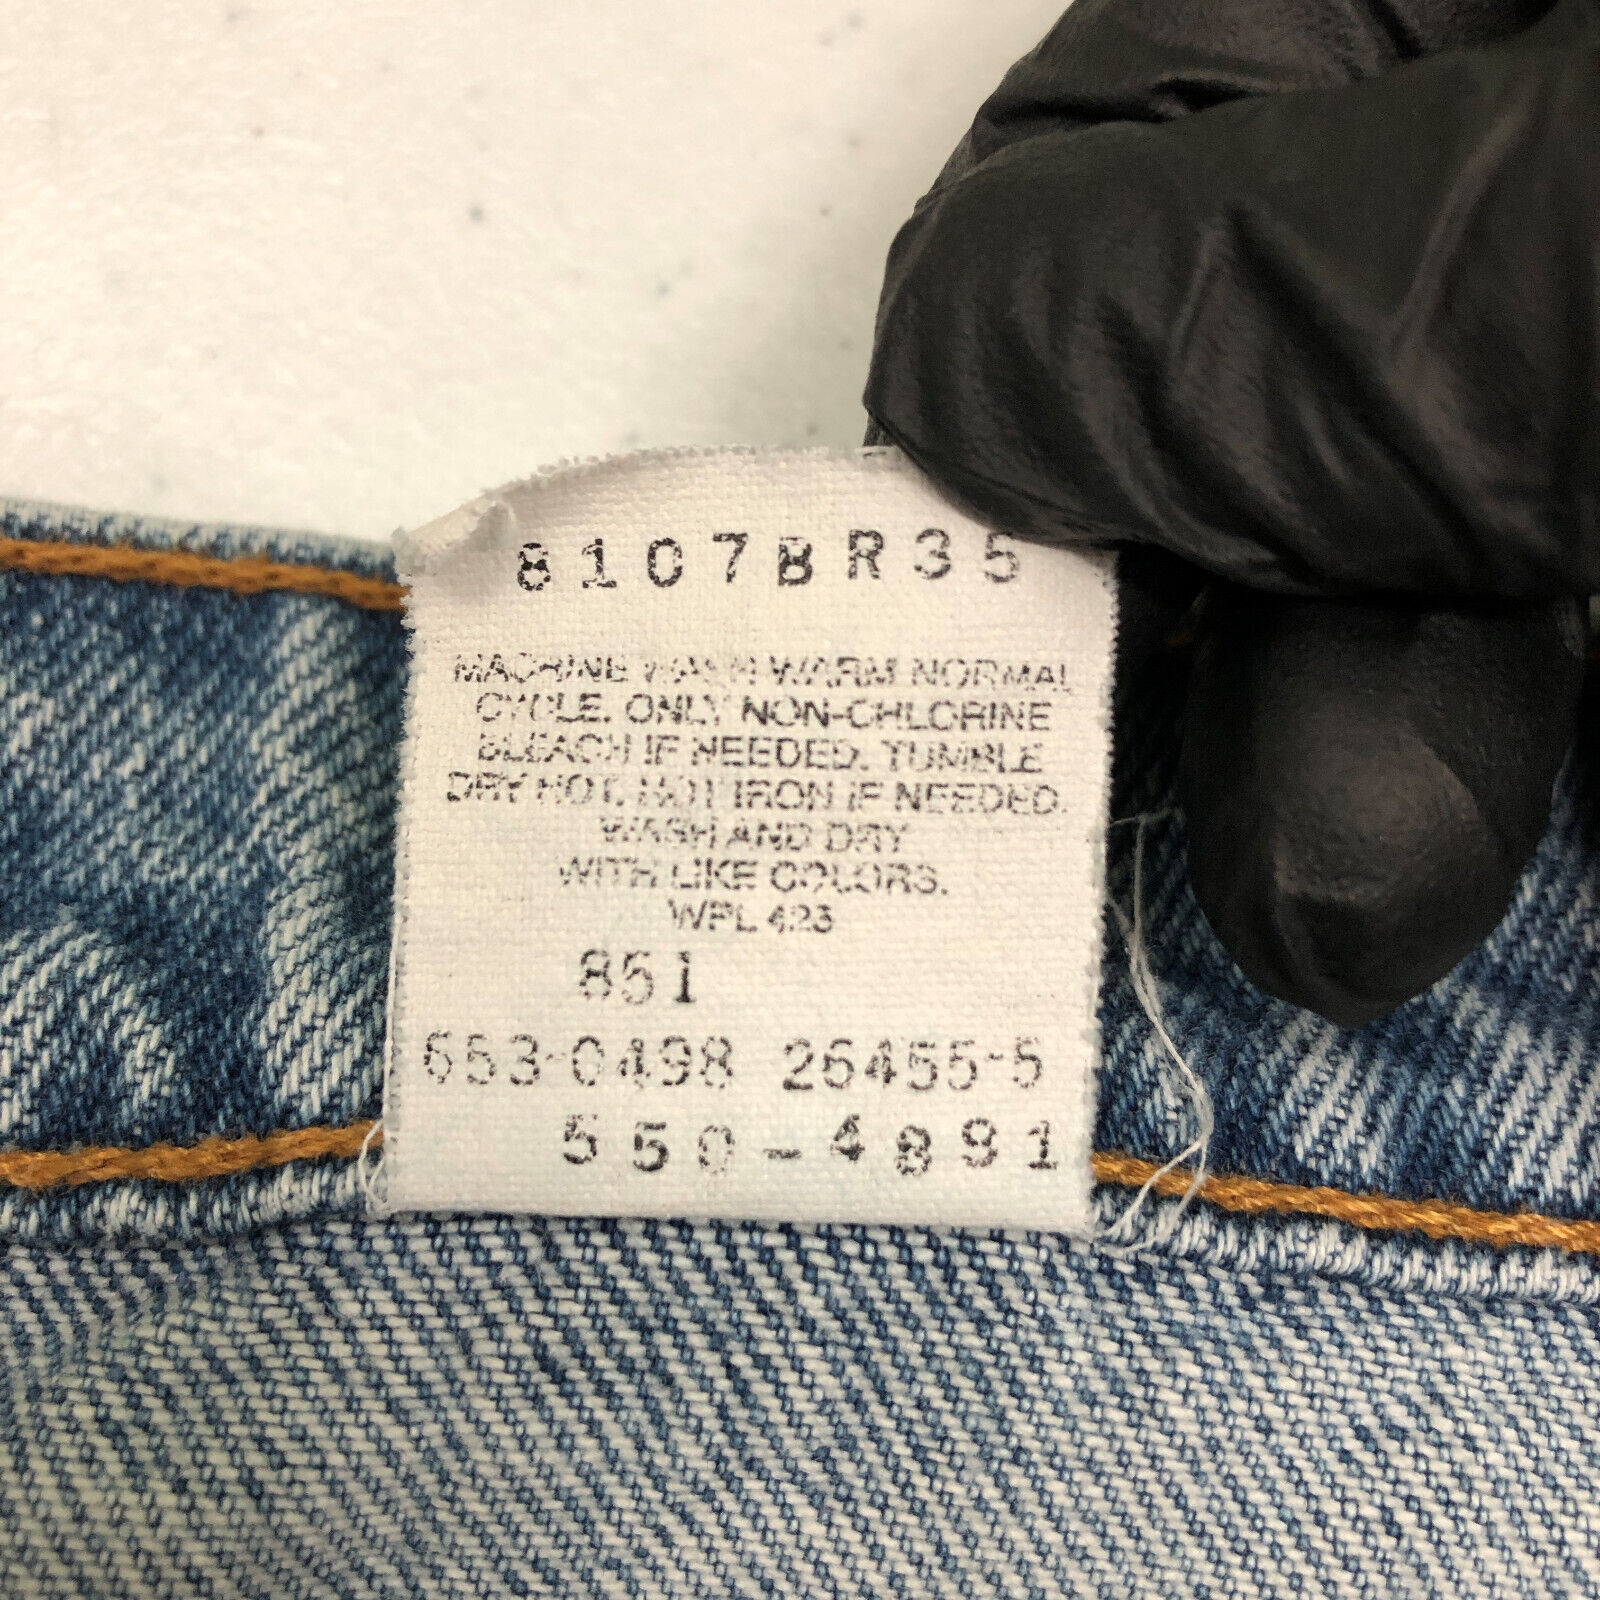 8107BR35
MACHINE WASH WARM NORMAL
CYCLE. ONLY NON-CHLORINE
BLEACH IF NEEDED. TUMBLE
DRY HOT. HOT IRON IF NEEDED.
WASH AND DRY
WITH LIKE COLORS.
WPL 423
851
653-0498 26455-5
550-4891